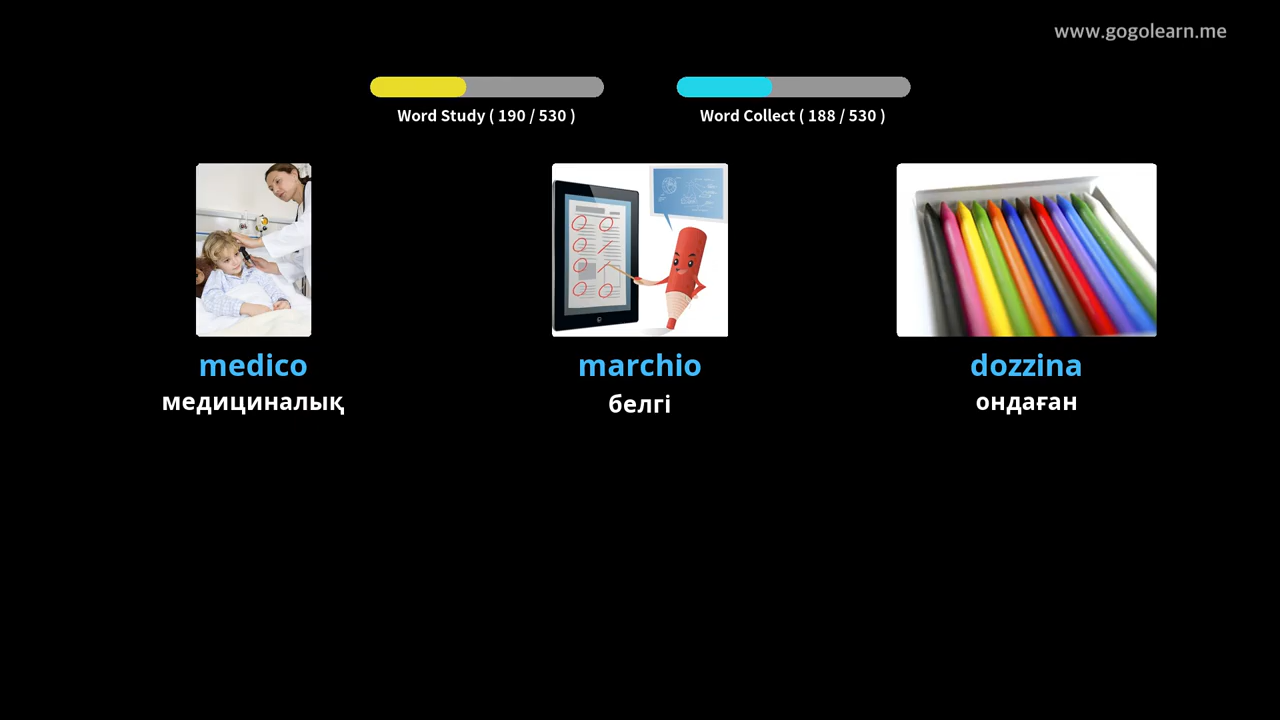 www.gogolearn.me
Word Study ( 190 / 530 )
Word Collect ( 188 / 530 )
medico
marchio
dozzina
медициналық
белгі
ондаған